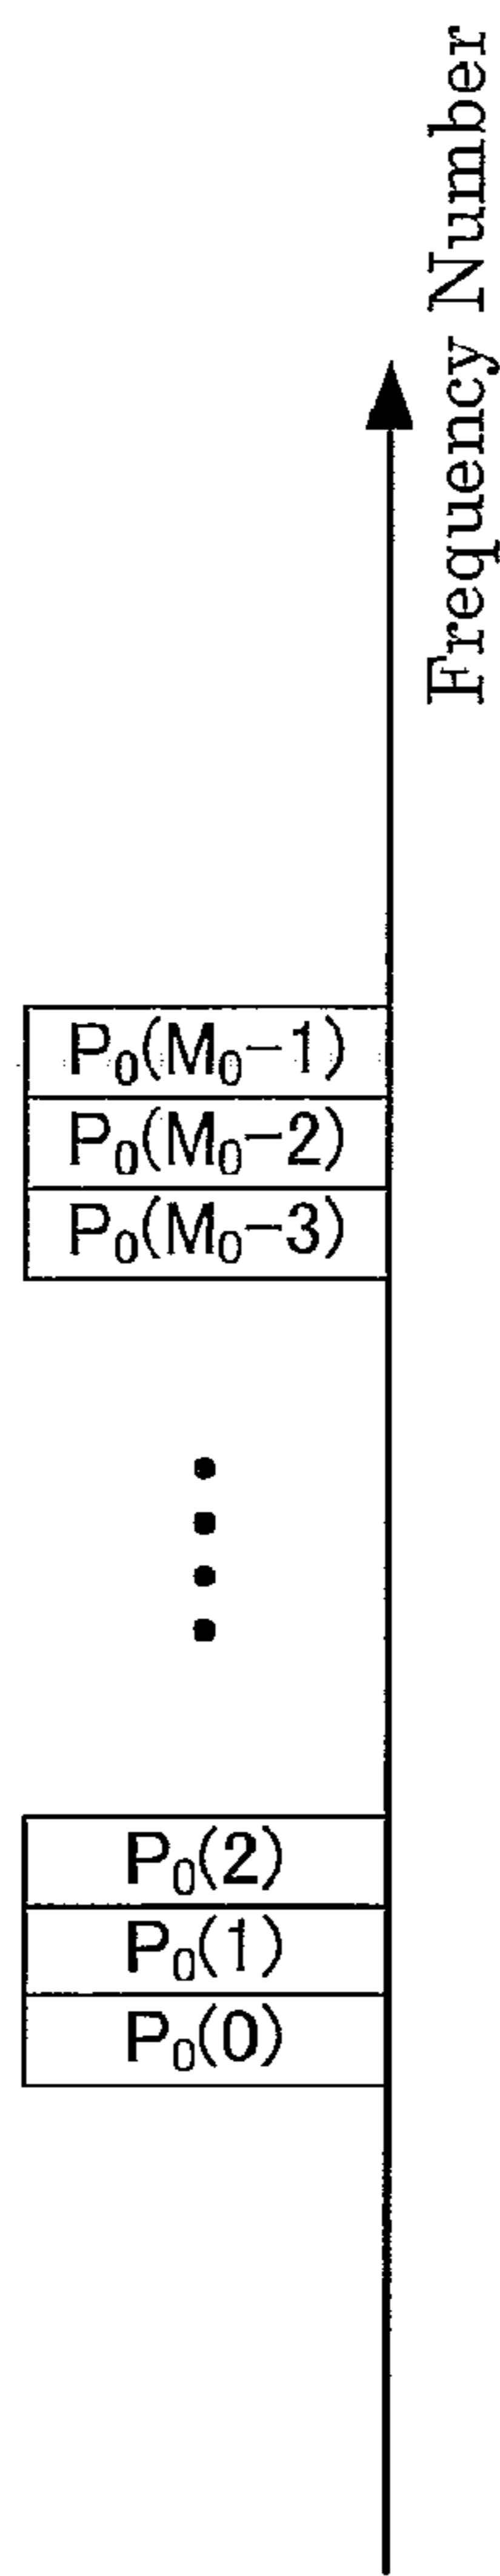 P₀(M₀-1)
P₀(M₀-2)
P₀(M₀-3)
P₀(2)
P₀(1)
P₀(0)
Frequency Number